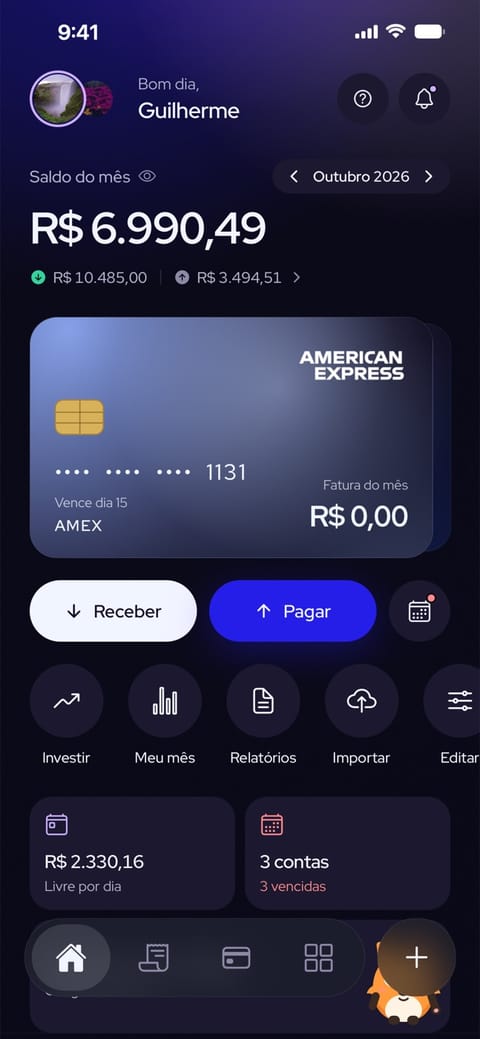 9:41
Bom dia,
Guilherme
Saldo do mês
Outubro 2026
R$ 6.990,49
R$ 10.485,00
R$ 3.494,51
AMERICAN
EXPRESS
•••• •••• •••• 1131
Vence dia 15
AMEX
Fatura do mês
R$ 0,00
Receber
Pagar
Investir
Meu mês
Relatórios
Importar
Editar
R$ 2.330,16
Livre por dia
3 contas
3 vencidas